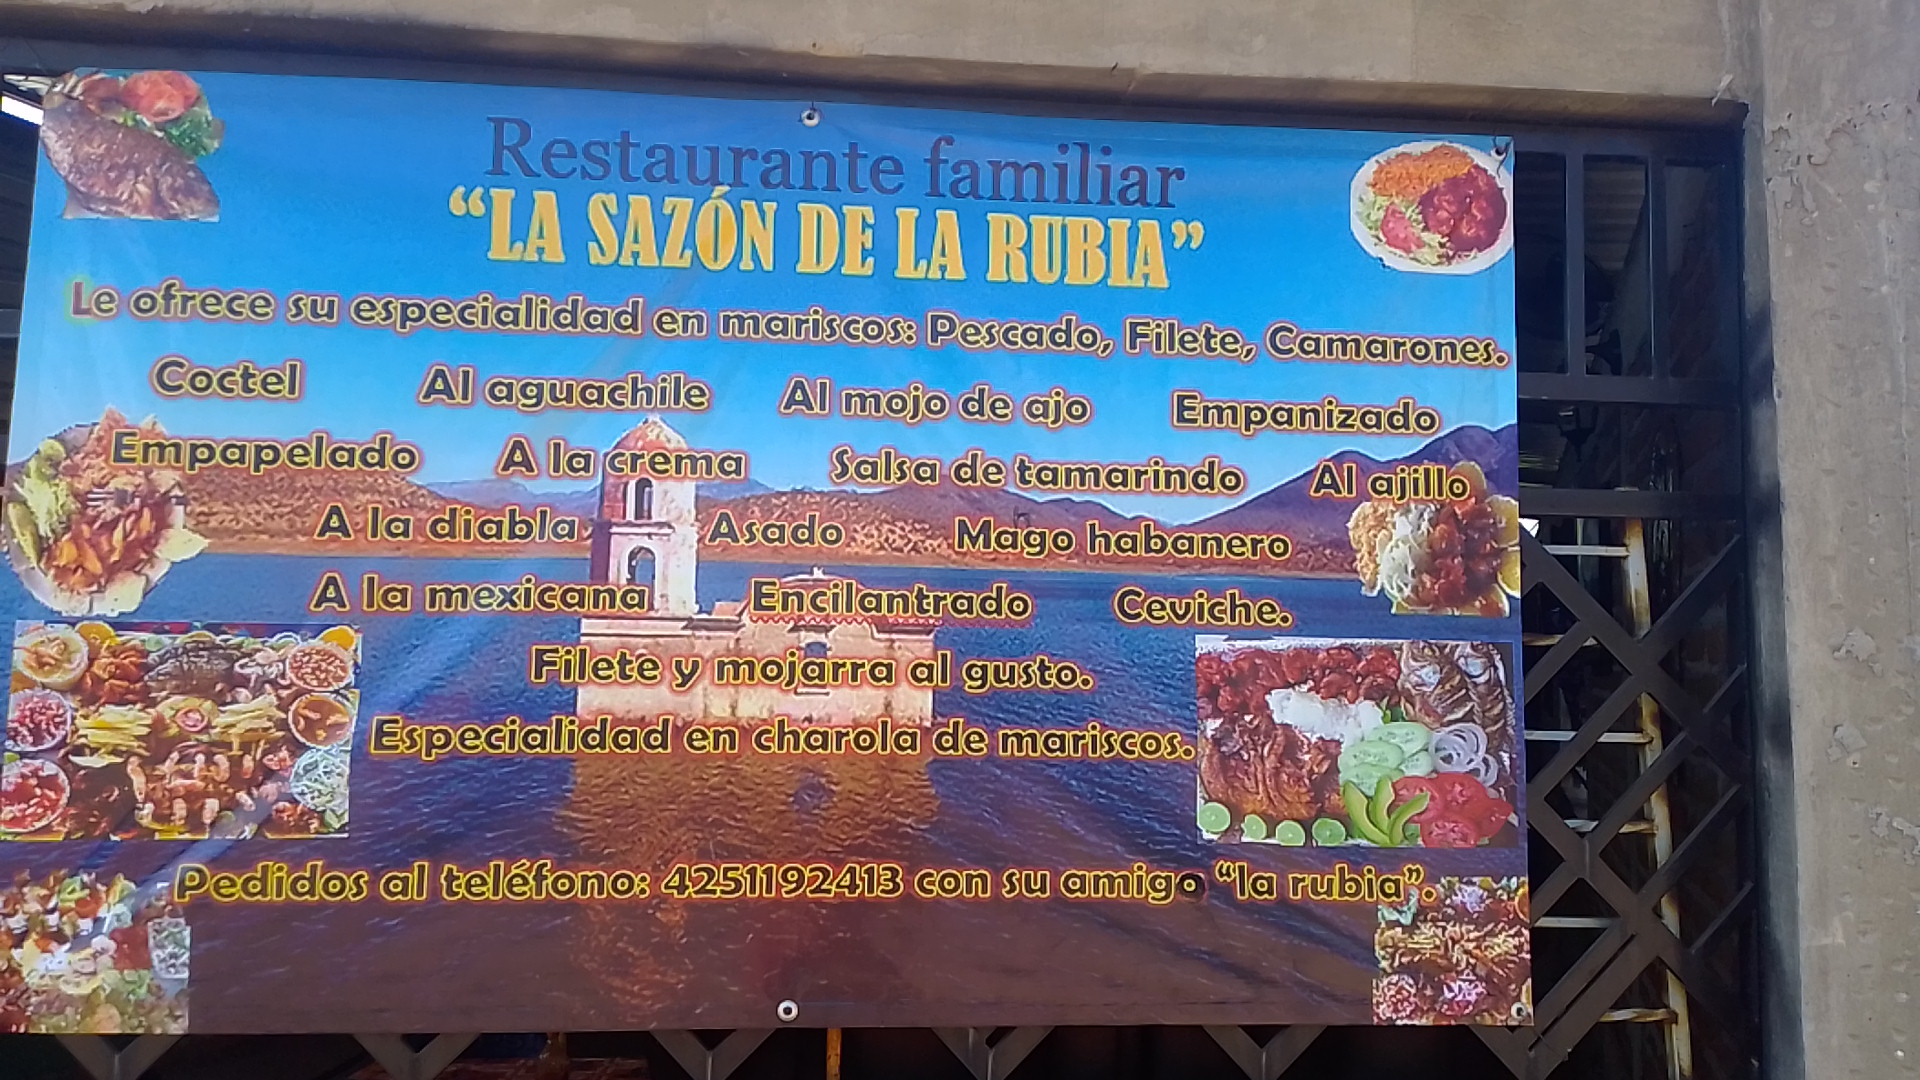 Restaurante familiar
“LA SAZÓN DE LA RUBIA”
Le ofrece su especialidad en mariscos: Pescado, Filete, Camarones.
Coctel Al aguachile Al mojo de ajo Empanizado
Empapelado A la crema Salsa de tamarindo Al ajillo
A la diabla Asado Mago habanero
A la mexicana Encilantrado Ceviche.
Filete y mojarra al gusto.
Especialidad en charola de mariscos.
Pedidos al teléfono: 4251192413 con su amigo “la rubia”.